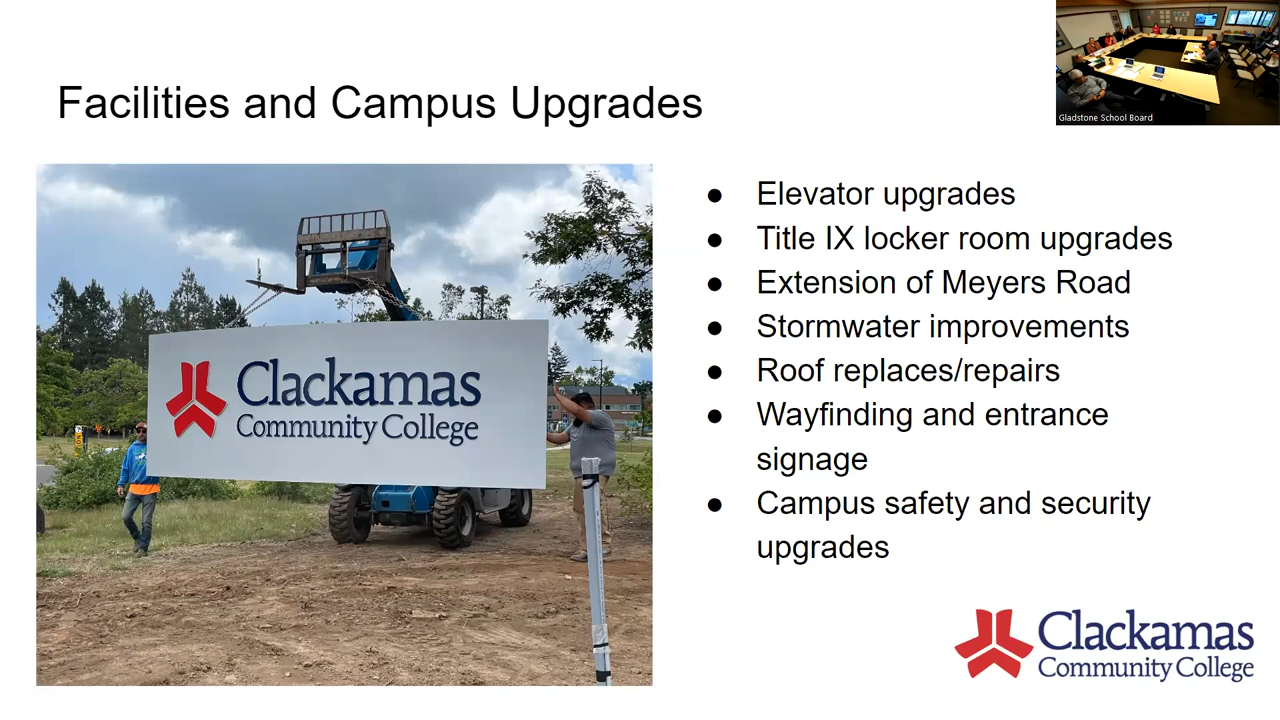 Facilities and Campus Upgrades
Gladstone School Board
Clackamas
Community College
● Elevator upgrades
● Title IX locker room upgrades
● Extension of Meyers Road
● Stormwater improvements
● Roof replaces/repairs
● Wayfinding and entrance
signage
● Campus safety and security
upgrades
Clackamas
Community College